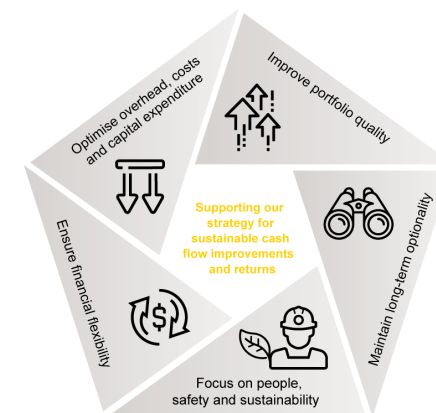 Optimise overhead, costs
and capital expenditure
Improve portfolio quality
Supporting our
strategy for
sustainable cash
flow improvements
and returns
Maintain long-term optionality
Ensure financial flexibility
$
Focus on people,
safety and sustainability